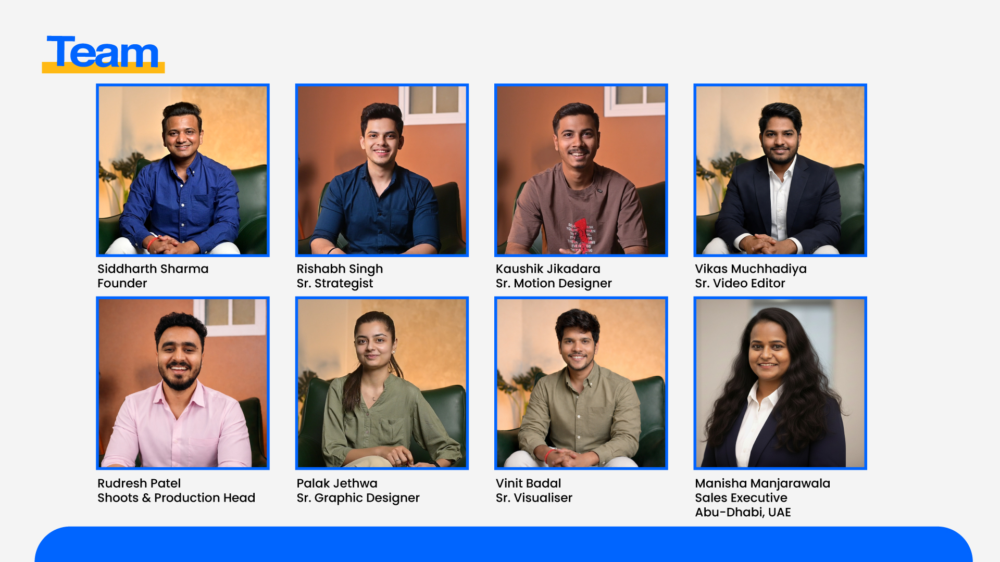 Team
Siddharth Sharma
Founder
Rishabh Singh
Sr. Strategist
Kaushik Jikadara
Sr. Motion Designer
Vikas Muchhadiya
Sr. Video Editor
Rudresh Patel
Shoots & Production Head
Palak Jethwa
Sr. Graphic Designer
Vinit Badal
Sr. Visualiser
Manisha Manjarawala
Sales Executive
Abu-Dhabi, UAE